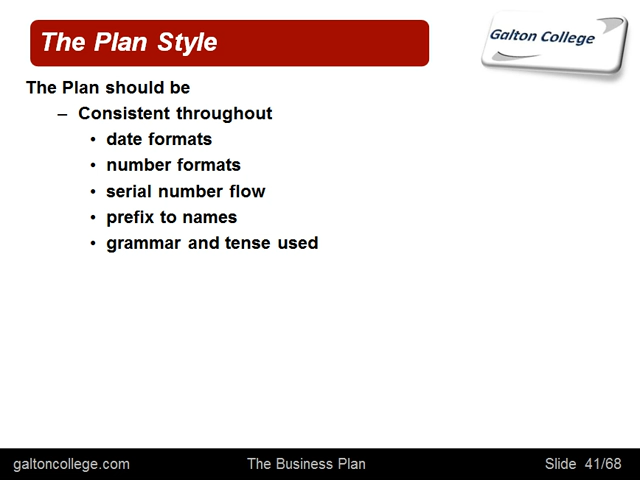 The Plan Style
Galton College
The Plan should be
– Consistent throughout
• date formats
• number formats
• serial number flow
• prefix to names
• grammar and tense used
galtoncollege.com The Business Plan Slide 41/68